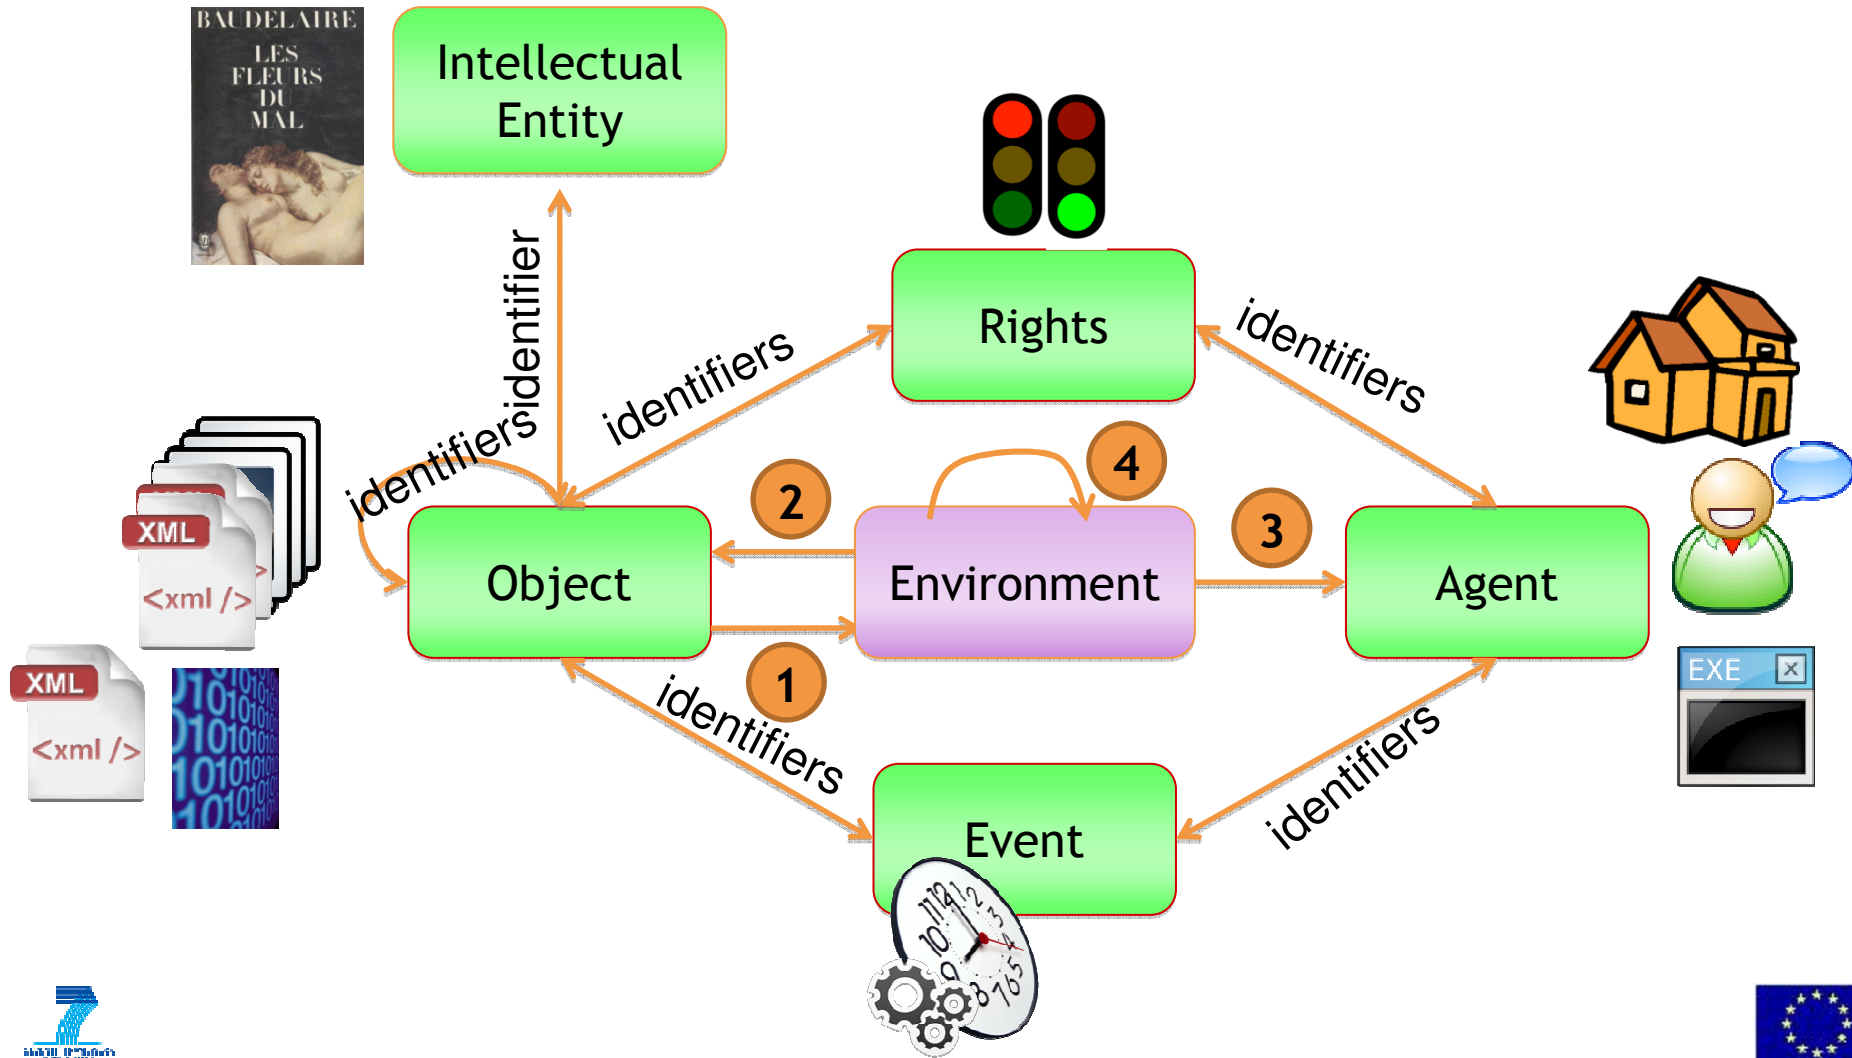 BAUDELAIRE
LES
FLEURS
DU
MAL
Intellectual
Entity
identifier
Rights
identifiers
identifiers
identifiers
2
4
3
XML
<xml />
Object
Environment
Agent
1
XML
<xml />
identifiers
identifiers
EXE
X
Event